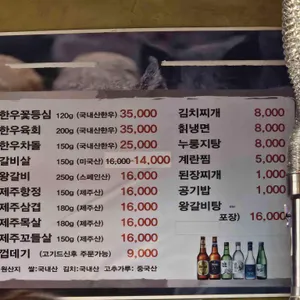 한우꽃등심 120g (국내산한우) 35,000
한우육회 200g (국내산한우) 35,000
한우차돌 150g (국내산한우) 25,000
갈비살 150g (미국산) 16,000 14,000
왕갈비 250g (스페인산) 16,000
제주항정 150g (제주산) 16,000
제주삼겹 180g (제주산) 16,000
제주목살 180g (제주산) 16,000
제주꼬들살 150g (제주산) 16,000
껍데기 (고기드신후 주문가능) 9,000
원산지 쌀:국내산 김치:국내산 고추가루: 중국산
김치찌개 8,000
칡냉면 8,000
누룽지탕 8,000
계란찜 5,000
된장찌개 1,000
공기밥 1,000
왕갈비탕
포장) 16,000